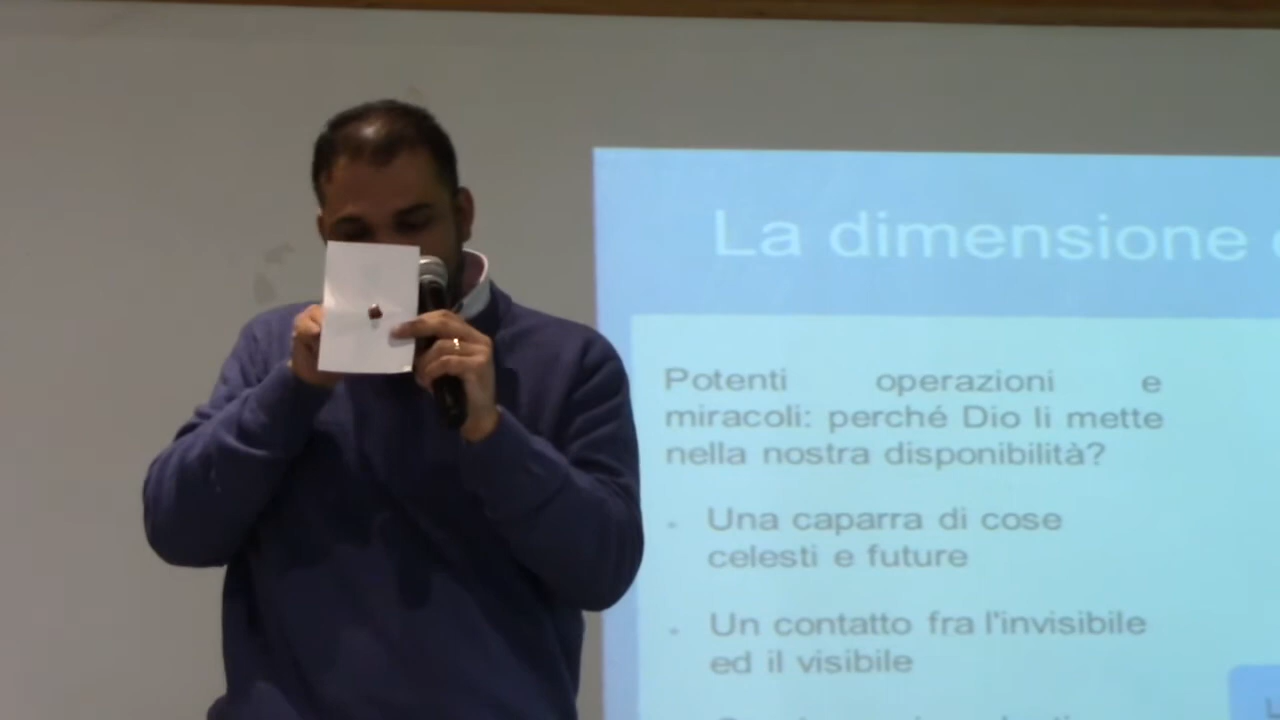 La dimensione
Potenti operazioni e
miracoli: perché Dio li mette
nella nostra disponibilità?
• Una caparra di cose
celesti e future
• Un contatto fra l'invisibile
ed il visibile